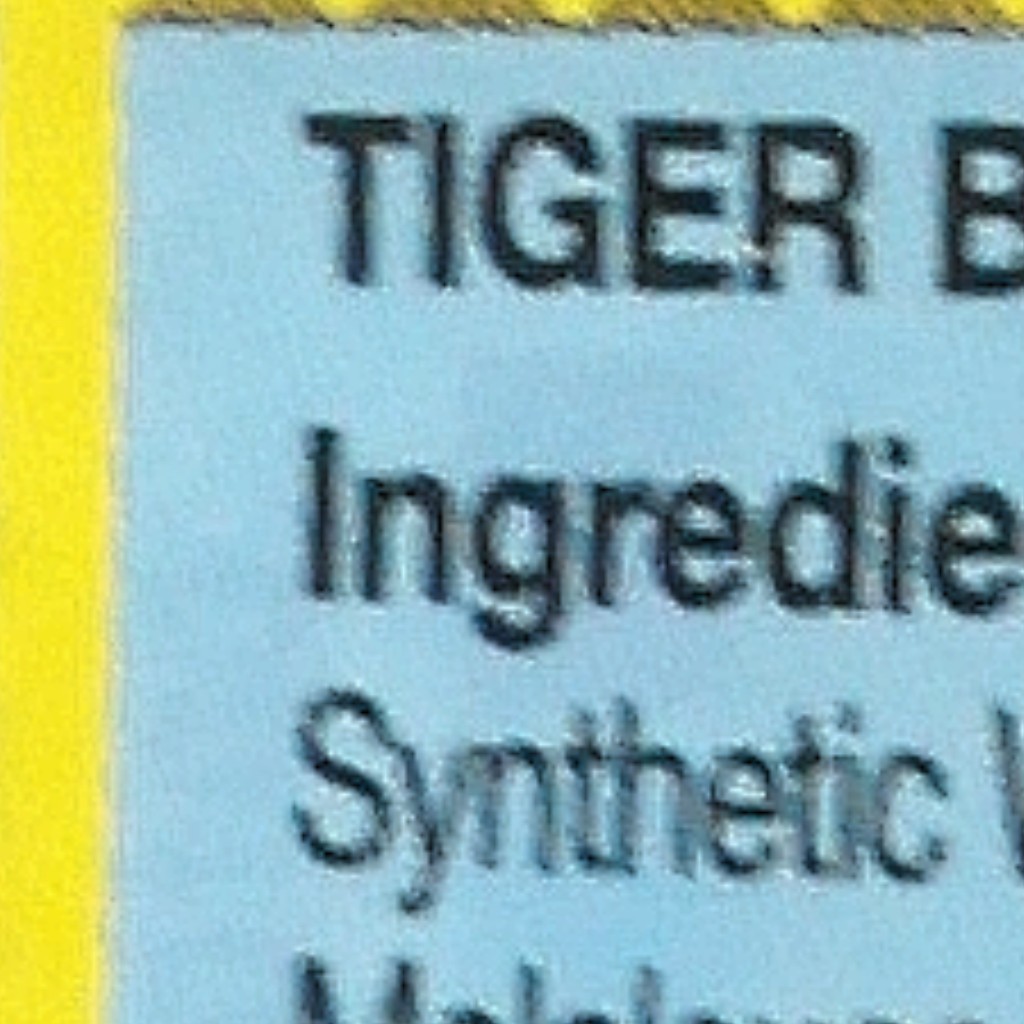 TIGER B
Ingredie
Synthetic